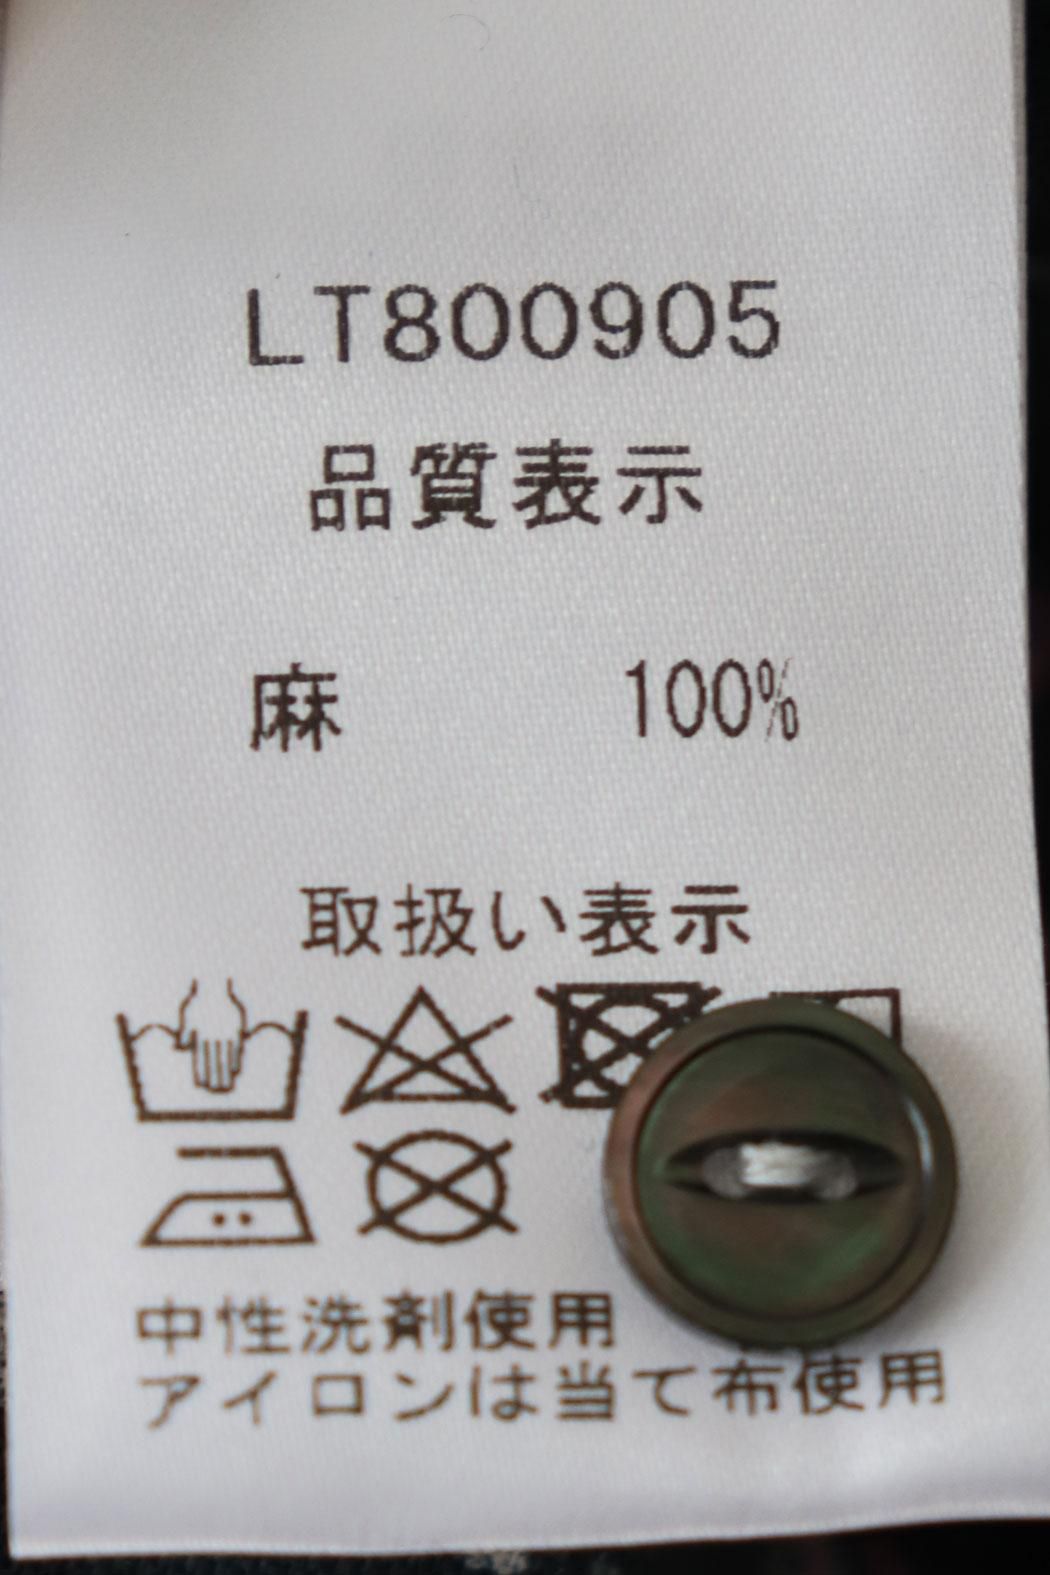 LT800905
品質表示
麻 100%
取扱い表示
中性洗剤使用
アイロンは当て布使用